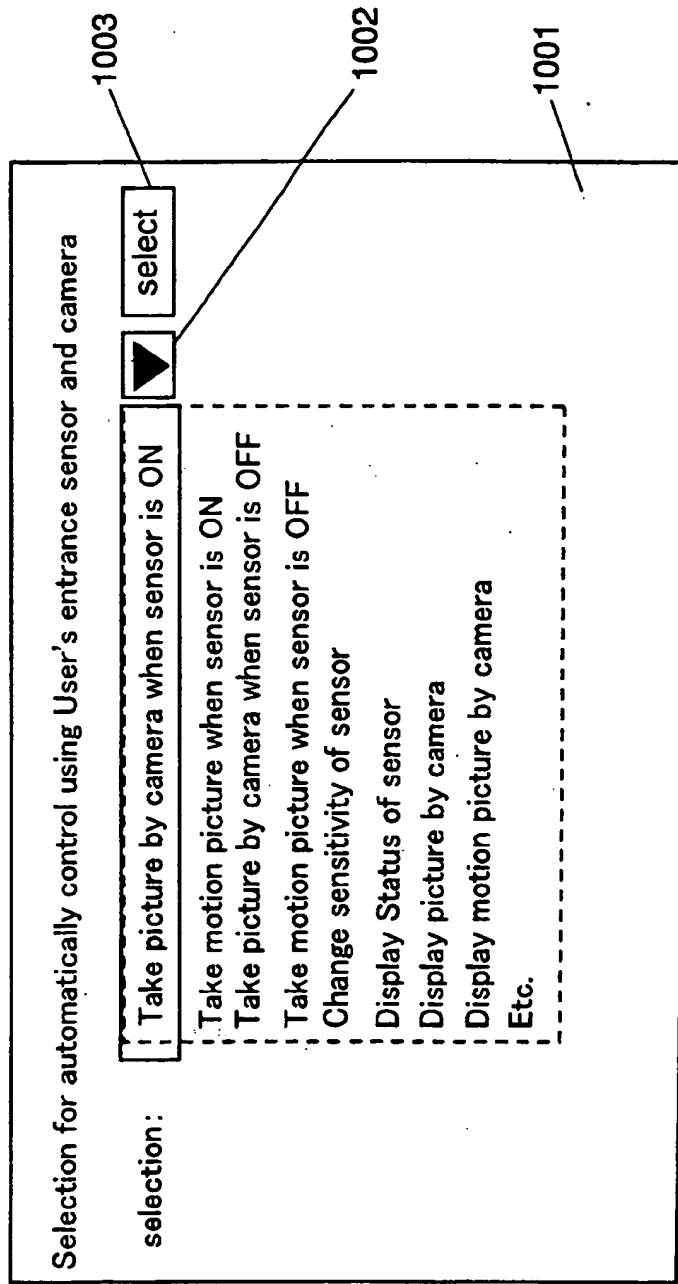 Selection for automatically control using User's entrance sensor and camera
selection:
Take picture by camera when sensor is ON
select
Take motion picture when sensor is ON
Take picture by camera when sensor is OFF
Take motion picture when sensor is OFF
Change sensitivity of sensor
Display Status of sensor
Display picture by camera
Display motion picture by camera
Etc.
1003
1002
1001